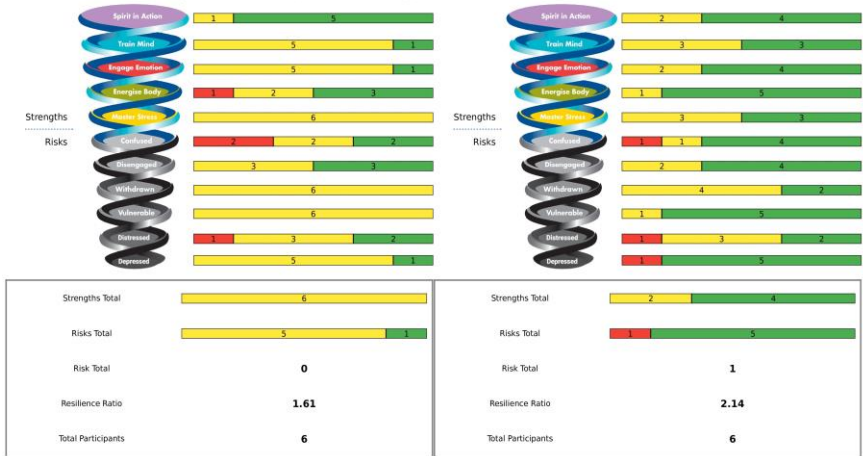 Spirit in Action 1 5
Train Mind 5 1
Engage Emotion 5 1
Energise Body 1 2 3
Strengths Master Stress 6
Risks Confused 2 2 2
Disengaged 3 3
Withdrawn 6
Vulnerable 6
Distressed 1 3 2
Depressed 5 1
Strengths Total 6
Risks Total 5 1
Risk Total 0
Resilience Ratio 1.61
Total Participants 6
Spirit in Action 2 4
Train Mind 3 3
Engage Emotion 2 4
Energise Body 1 5
Strengths Master Stress 3 3
Risks Confused 1 1 4
Disengaged 2 4
Withdrawn 4 2
Vulnerable 1 5
Distressed 1 3 2
Depressed 1 5
Strengths Total 2 4
Risks Total 1 5
Risk Total 1
Resilience Ratio 2.14
Total Participants 6